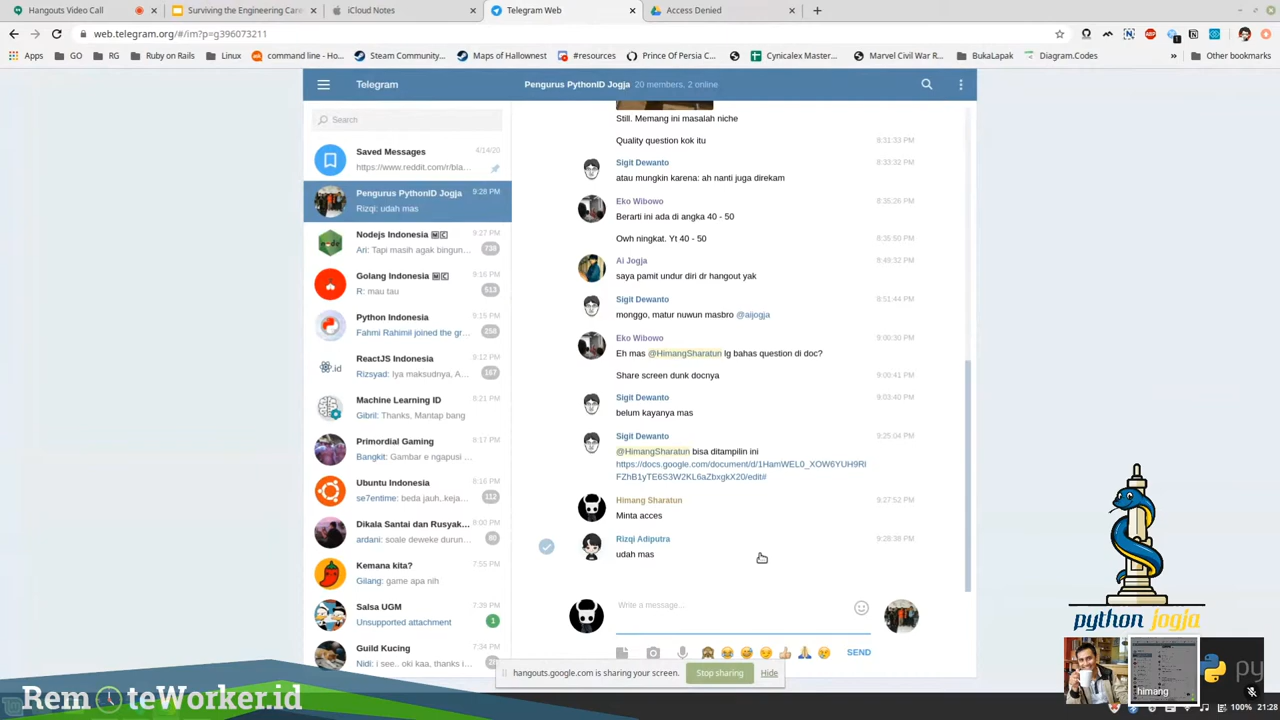 Hangouts Video Call
Surviving the Engineering Car
iCloud Notes
Telegram Web
Access Denied
web.telegram.org/#/im?p=g396073211
Apps
GO
RG
Ruby on Rails
Linux
command line - Ho...
Steam Community ...
Maps of Hallownest
#resources
Prince Of Persia - 2...
Cynicalex Master ...
Marvel Civil War R...
BukaLapak
Diagram.Codes
Other bookmarks
Telegram
Pengurus PythonID Jogja 20 members, 2 online
Search
Saved Messages 4/14/20
https://www.reddit.com/r/bla...
Pengurus PythonID Jogja 9:28 PM
Rizqi: udah mas
Nodejs Indonesia 9:27 PM
Ari: Tapi masih agak bingun... 738
Golang Indonesia 9:16 PM
R: mau tau 513
Python Indonesia 9:15 PM
Fahmi Rahimil joined the gr... 258
ReactJS Indonesia 9:12 PM
Rizsyad: Iya maksudnya, A... 167
Machine Learning ID 8:21 PM
Gibril: Thanks, Mantap bang
Primordial Gaming 8:17 PM
Bangkit: Gambar e ngapusi ...
Ubuntu Indonesia 8:16 PM
se7entime: beda jauh, keja... 112
Dikala Santai dan Rusyak... 8:00 PM
ardani: soale deweke durun... 80
Kemana kita? 7:55 PM
Gilang: game apa nih
Salsa UGM 7:39 PM
Unsupported attachment 1
Guild Kucing 7:34 PM
Nidi: i see.. oki kaa, thanks i...
Still. Memang ini masalah niche
Quality question kok itu 8:31:33 PM
Sigit Dewanto 8:33:32 PM
atau mungkin karena: ah nanti juga direkam
Eko Wibowo 8:35:26 PM
Berarti ini ada di angka 40 - 50
Owh ningkat. Yt 40 - 50 8:35:50 PM
Ai Jogja 8:49:32 PM
saya pamit undur diri dr hangout yak
Sigit Dewanto 8:51:44 PM
monggo, matur nuwun masbro @aijogja
Eko Wibowo 9:00:30 PM
Eh mas @HimangSharatun lg bahas question di doc?
Share screen dunk docnya 9:00:41 PM
Sigit Dewanto 9:03:40 PM
belum kayanya mas
Sigit Dewanto 9:25:04 PM
@HimangSharatun bisa ditampilin ini
https://docs.google.com/document/d/1HamWEL0_XOW6YUH9Rl
FZhB1yTE6S3W2KL6aZbxgkX20/edit#
Himang Sharatun 9:27:52 PM
Minta acces
Rizqi Adiputra 9:28:38 PM
udah mas
Write a message...
SEND
hangouts.google.com is sharing your screen. Stop sharing Hide
python jogja
himang
pu
Rem teWorker.id
100% 21:28